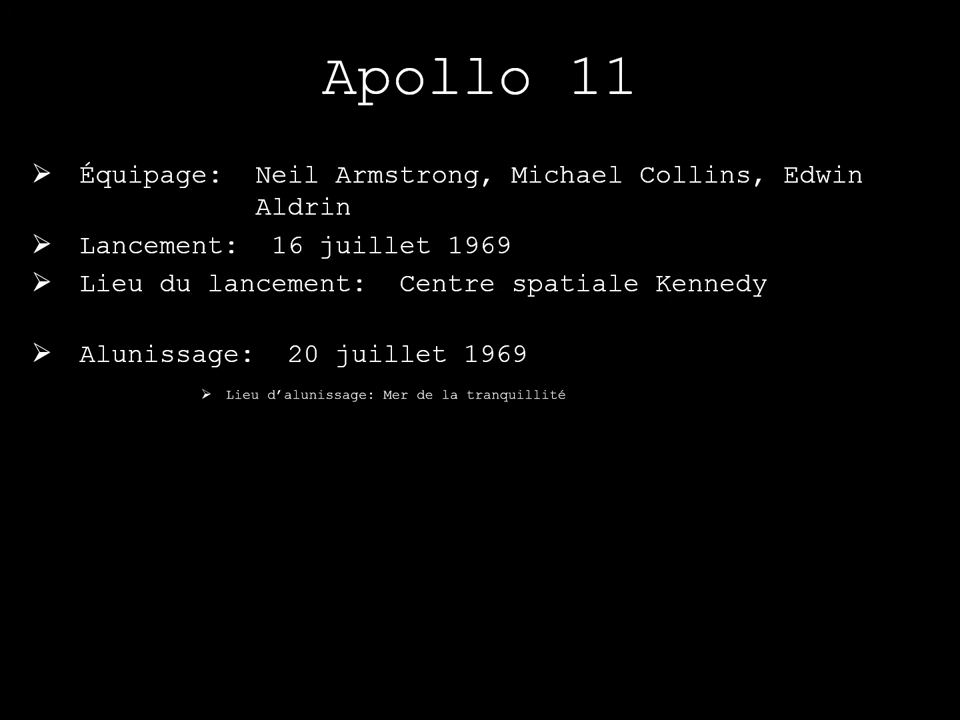 Apollo 11
➢ Équipage: Neil Armstrong, Michael Collins, Edwin
Aldrin
➢ Lancement: 16 juillet 1969
➢ Lieu du lancement: Centre spatiale Kennedy
➢ Alunissage: 20 juillet 1969
➢ Lieu d’alunissage: Mer de la tranquillité